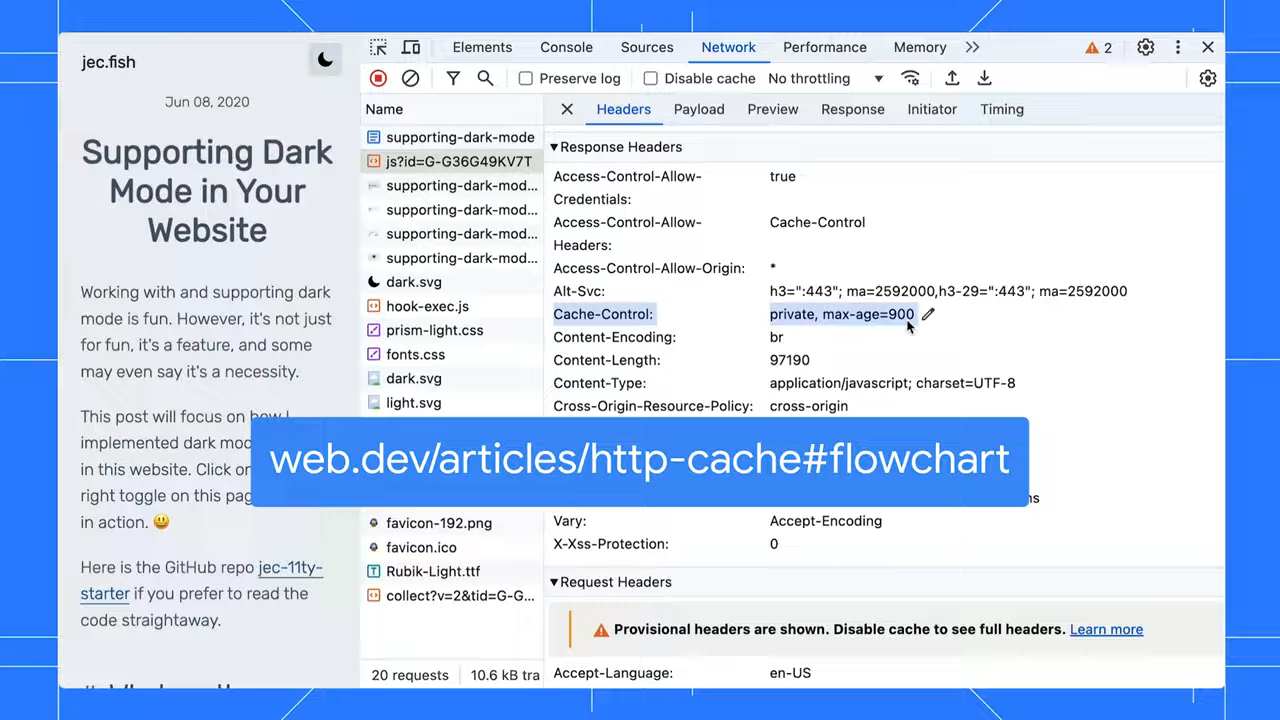 jec.fish
Jun 08, 2020
Supporting Dark
Mode in Your
Website
Working with and supporting dark
mode is fun. However, it's not just
for fun, it's a feature, and some
may even say it's a necessity.
This post will focus on how I
implemented dark mod
in this website. Click on
right toggle on this pag
in action. 😃
Here is the GitHub repo jec-11ty-
starter if you prefer to read the
code straightaway.
Elements Console Sources Network Performance Memory 2
Preserve log Disable cache No throttling
Name
supporting-dark-mode
js?id=G-G36G49KV7T
supporting-dark-mod...
supporting-dark-mod...
supporting-dark-mod...
supporting-dark-mod...
dark.svg
hook-exec.js
prism-light.css
fonts.css
dark.svg
light.svg
favicon-192.png
favicon.ico
Rubik-Light.ttf
collect?v=2&tid=G-G...
20 requests 10.6 kB tra
Headers Payload Preview Response Initiator Timing
Response Headers
Access-Control-Allow- true
Credentials:
Access-Control-Allow- Cache-Control
Headers:
Access-Control-Allow-Origin: *
Alt-Svc: h3=":443"; ma=2592000,h3-29=":443"; ma=2592000
Cache-Control: private, max-age=900
Content-Encoding: br
Content-Length: 97190
Content-Type: application/javascript; charset=UTF-8
Cross-Origin-Resource-Policy: cross-origin
web.dev/articles/http-cache#flowchart
ns
Vary: Accept-Encoding
X-Xss-Protection: 0
Request Headers
Provisional headers are shown. Disable cache to see full headers. Learn more
Accept-Language: en-US